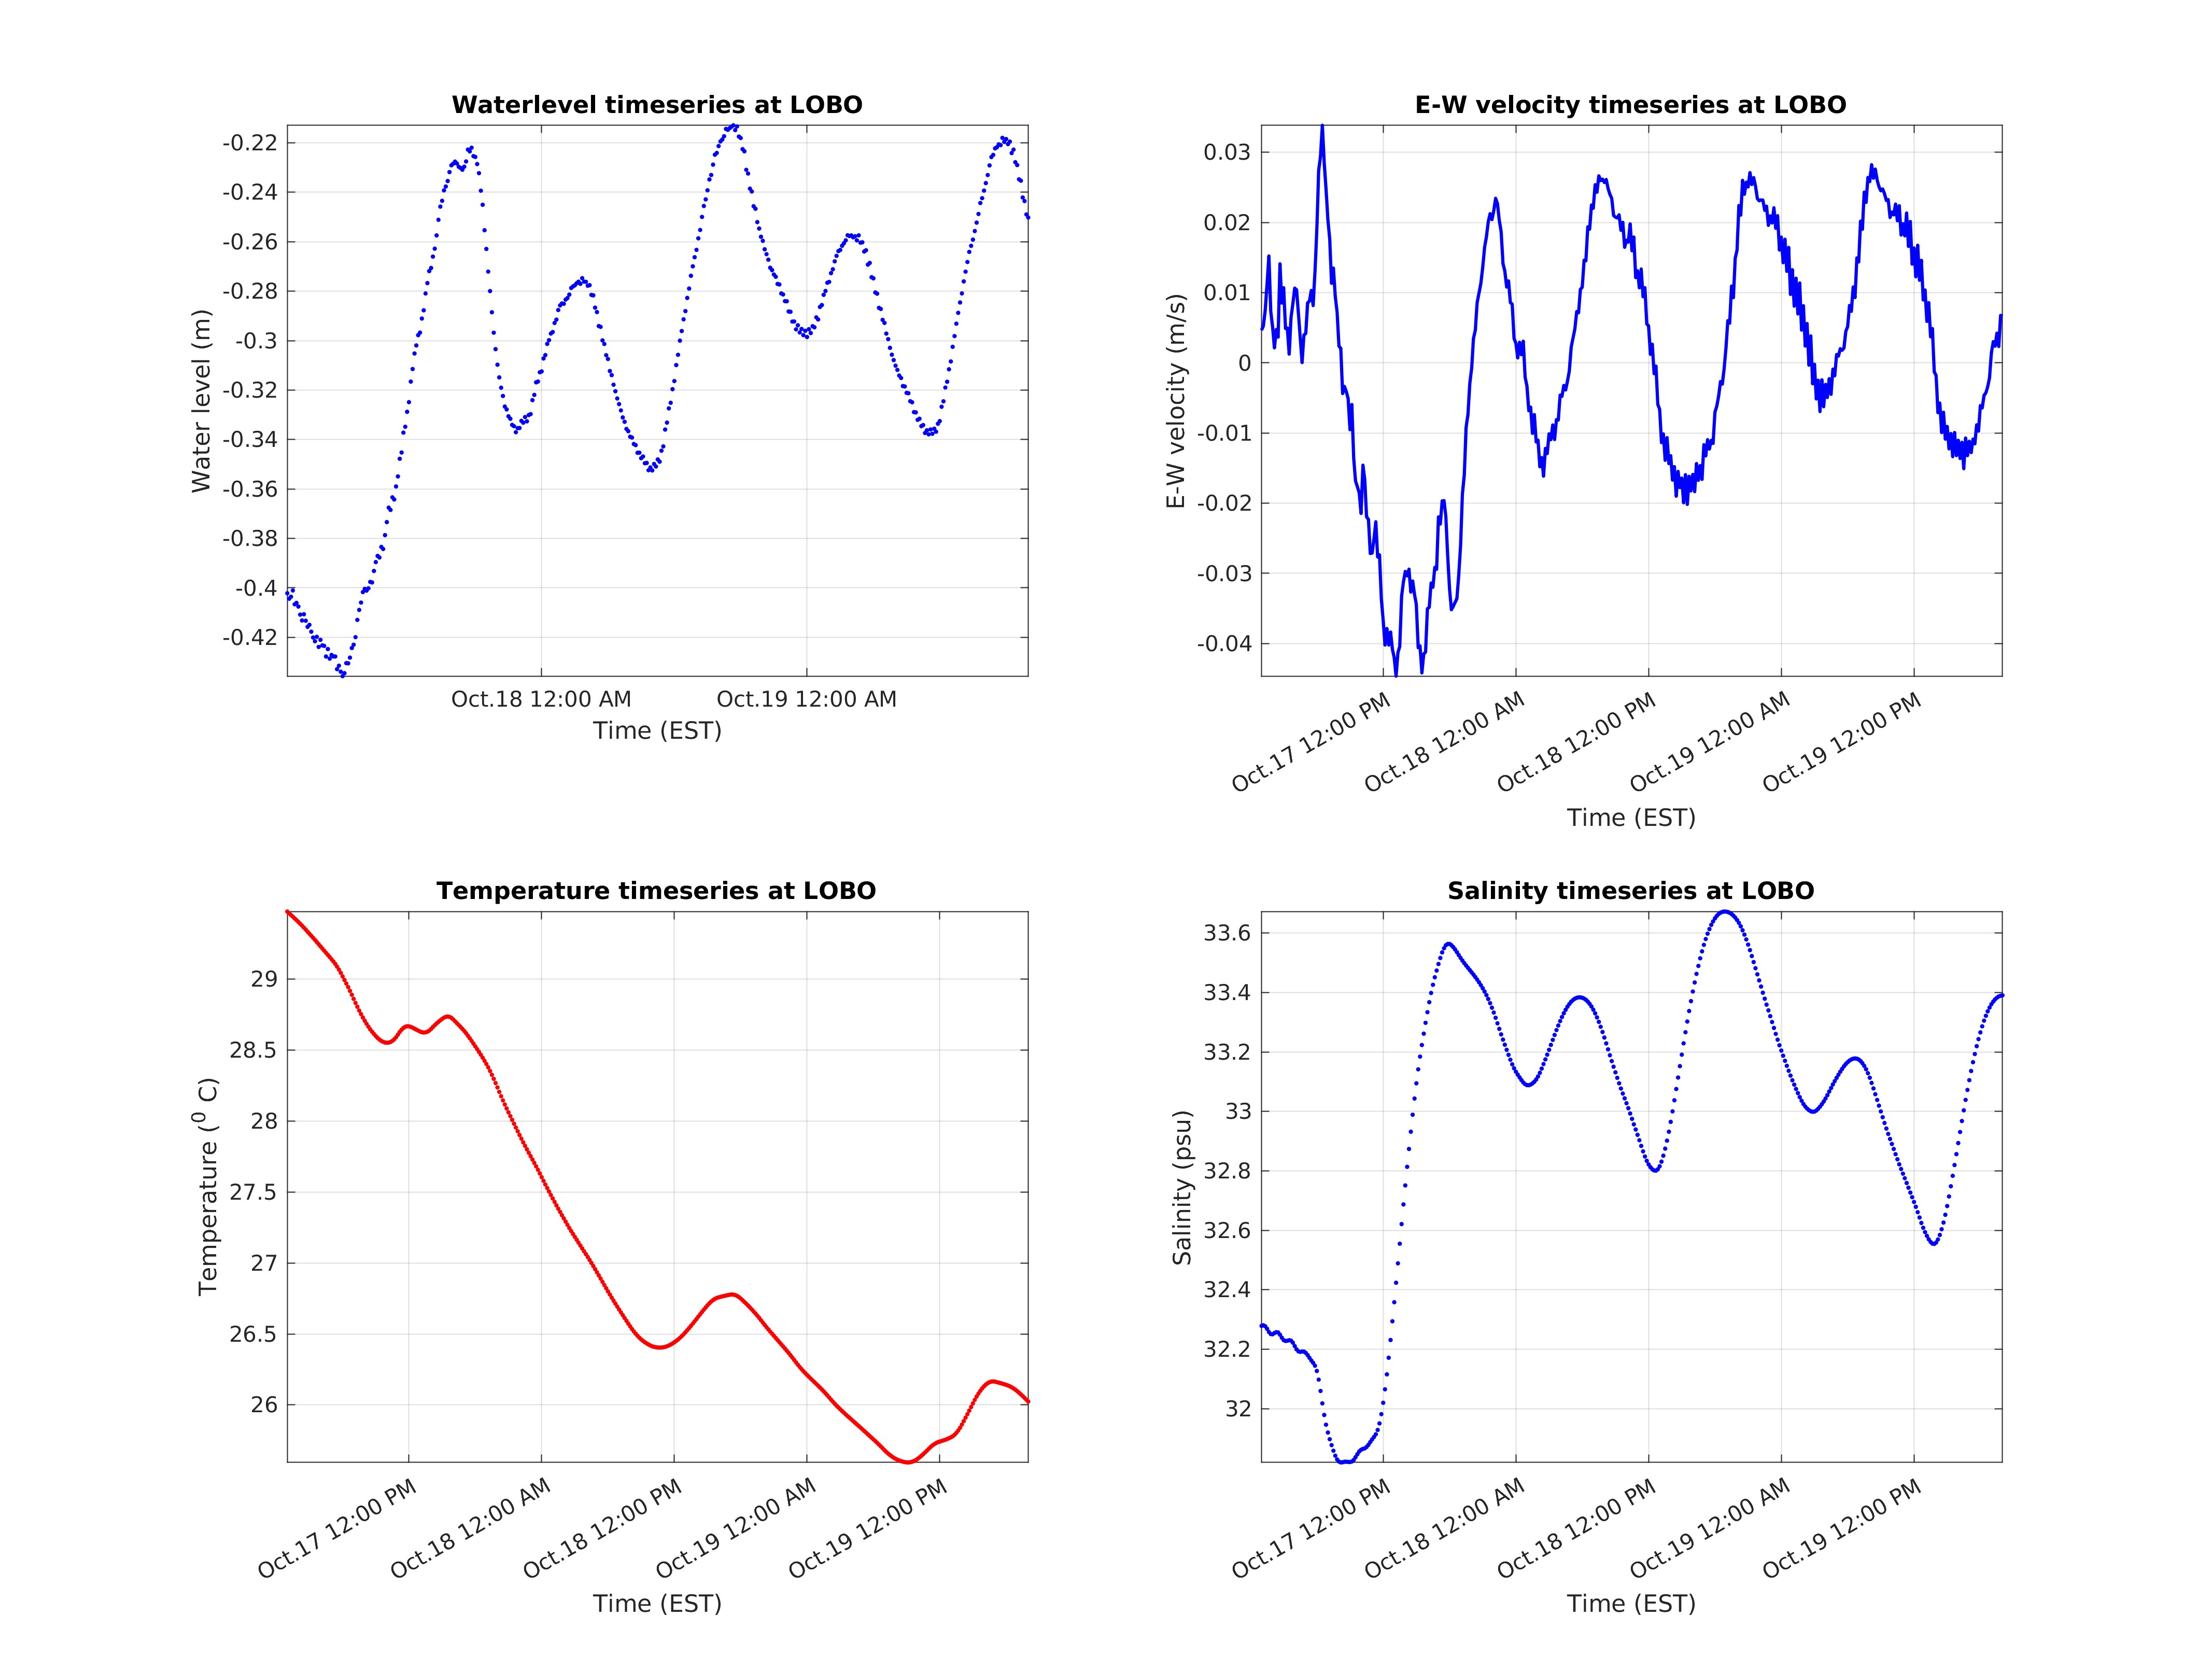 Waterlevel timeseries at LOBO
-0.22
-0.24
-0.26
-0.28
-0.3
-0.32
-0.34
-0.36
-0.38
-0.4
-0.42
Water level (m)
Oct.18 12:00 AM
Oct.19 12:00 AM
Time (EST)
E-W velocity timeseries at LOBO
0.03
0.02
0.01
0
-0.01
-0.02
-0.03
-0.04
E-W velocity (m/s)
Oct.17 12:00 PM
Oct.18 12:00 AM
Oct.18 12:00 PM
Oct.19 12:00 AM
Oct.19 12:00 PM
Time (EST)
Temperature timeseries at LOBO
29
28.5
28
27.5
27
26.5
26
Temperature (⁰ C)
Oct.17 12:00 PM
Oct.18 12:00 AM
Oct.18 12:00 PM
Oct.19 12:00 AM
Oct.19 12:00 PM
Time (EST)
Salinity timeseries at LOBO
33.6
33.4
33.2
33
32.8
32.6
32.4
32.2
32
Salinity (psu)
Oct.17 12:00 PM
Oct.18 12:00 AM
Oct.18 12:00 PM
Oct.19 12:00 AM
Oct.19 12:00 PM
Time (EST)